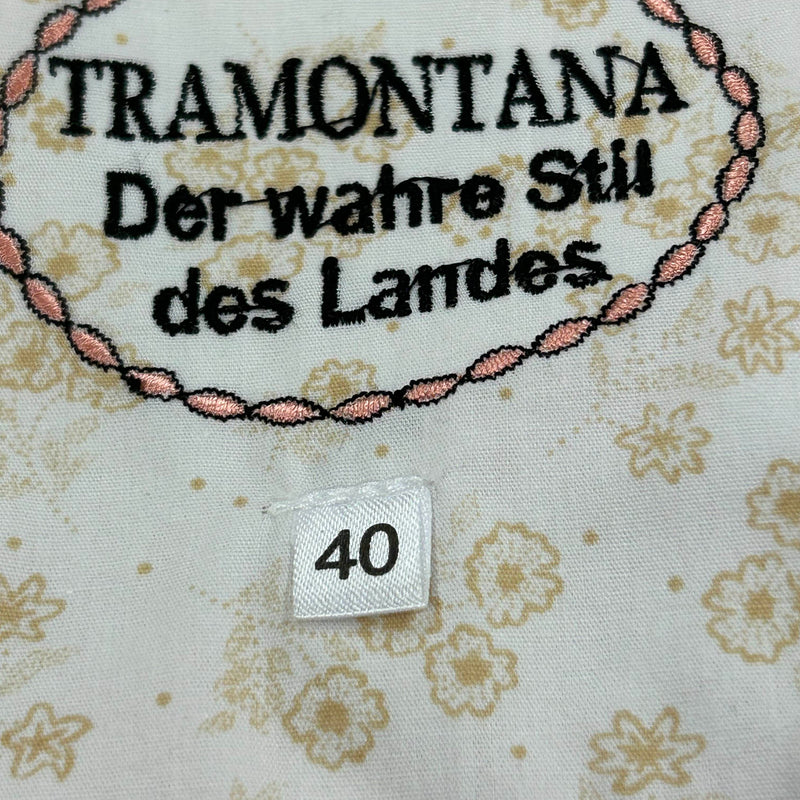 TRAMONTANA
Der wahre Stil
des Landes
40